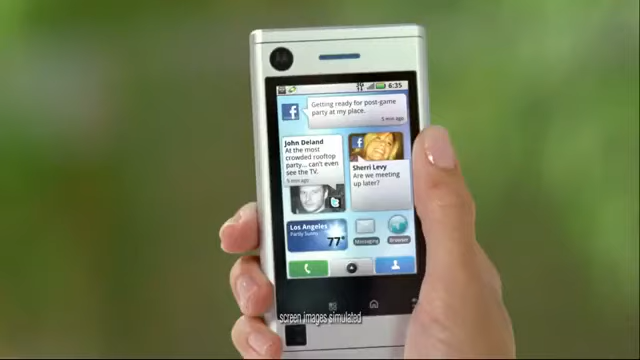 6:35
Getting ready for post-game
party at my place.
5 min ago
John Deland
At the most
crowded rooftop
party... can't even
see the TV.
5 min ago
Sherri Levy
Are we meeting
up later?
Los Angeles
Partly Sunny
77°
Messaging
Browser
screen images simulated